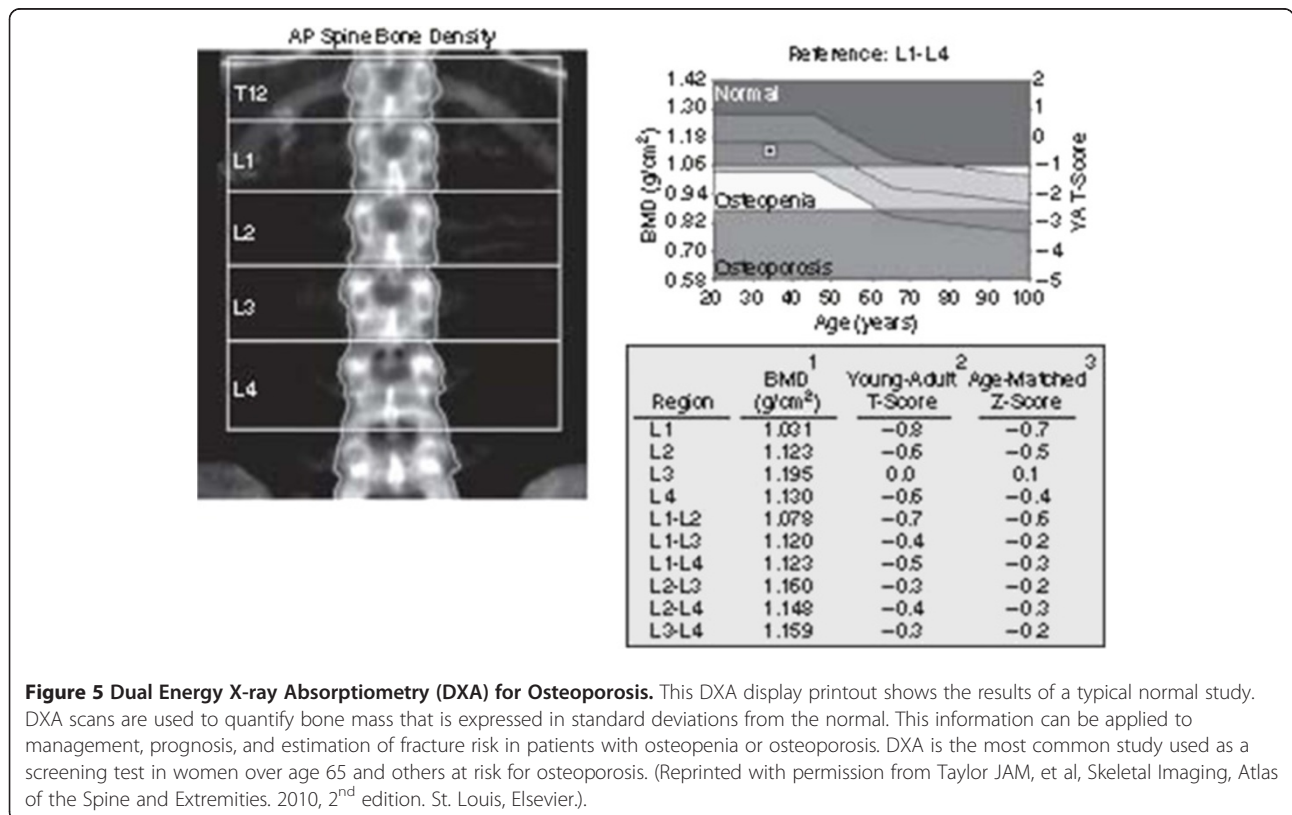 AP Spine Bone Density
T12
L1
L2
L3
L4
Reference: L1-L4
BMD (g/cm²)
1.42
1.30
1.18
1.06
0.94
0.82
0.70
0.58
Normal
Osteopenia
Osteoporosis
2
1
0
−1
−2
−3
−4
−5
YA T-Score
20 30 40 50 60 70 80 90 100
Age (years)
Region BMD (g/cm²) 1 Young-Adult T-Score 2 Age-Matched Z-Score 3
L1 1.031 −0.8 −0.7
L2 1.123 −0.6 −0.5
L3 1.195 0.0 0.1
L4 1.130 −0.6 −0.4
L1-L2 1.078 −0.7 −0.6
L1-L3 1.120 −0.4 −0.2
L1-L4 1.123 −0.5 −0.3
L2-L3 1.160 −0.3 −0.2
L2-L4 1.148 −0.4 −0.3
L3-L4 1.159 −0.3 −0.2
Figure 5 Dual Energy X-ray Absorptiometry (DXA) for Osteoporosis. This DXA display printout shows the results of a typical normal study.
DXA scans are used to quantify bone mass that is expressed in standard deviations from the normal. This information can be applied to
management, prognosis, and estimation of fracture risk in patients with osteopenia or osteoporosis. DXA is the most common study used as a
screening test in women over age 65 and others at risk for osteoporosis. (Reprinted with permission from Taylor JAM, et al, Skeletal Imaging, Atlas
of the Spine and Extremities. 2010, 2nd edition. St. Louis, Elsevier.).